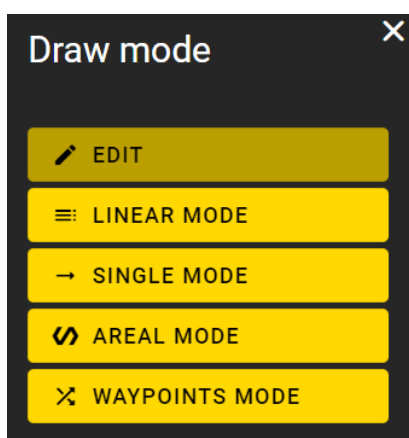 Draw mode
EDIT
LINEAR MODE
SINGLE MODE
AREAL MODE
WAYPOINTS MODE